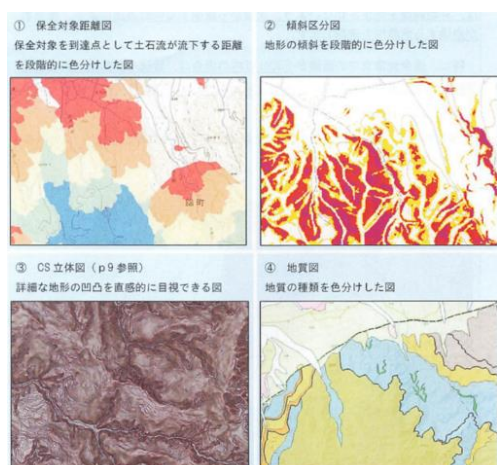 ① 保全対象距離図
保全対象を到達点として土石流が流下する距離
を段階的に色分けした図
② 傾斜区分図
地形の傾斜を段階的に色分けした図
③ CS立体図（p9参照）
詳細な地形の凹凸を直感的に目視できる図
④ 地質図
地質の種類を色分けした図